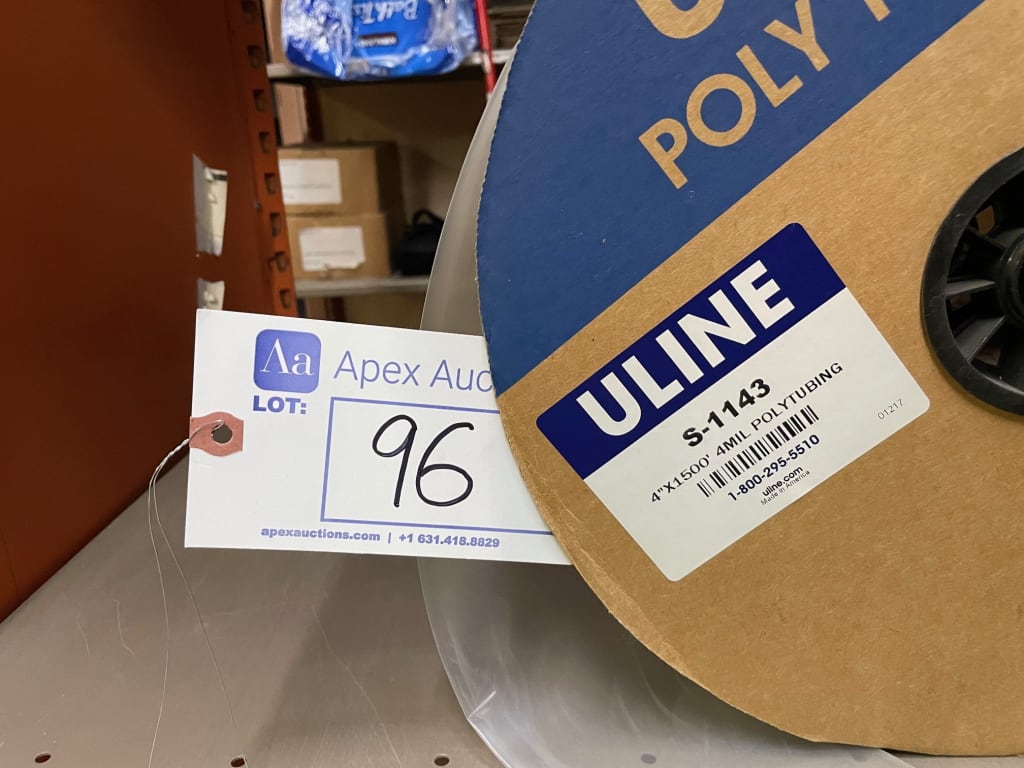 Bath
POLY
ULINE
S-1143
4"X1500' 4MIL POLYTUBING
01217
1-800-295-5510
uline.com
Made in America
Aa
Apex Auc
LOT:
96
apexauctions.com | +1 631.418.8829